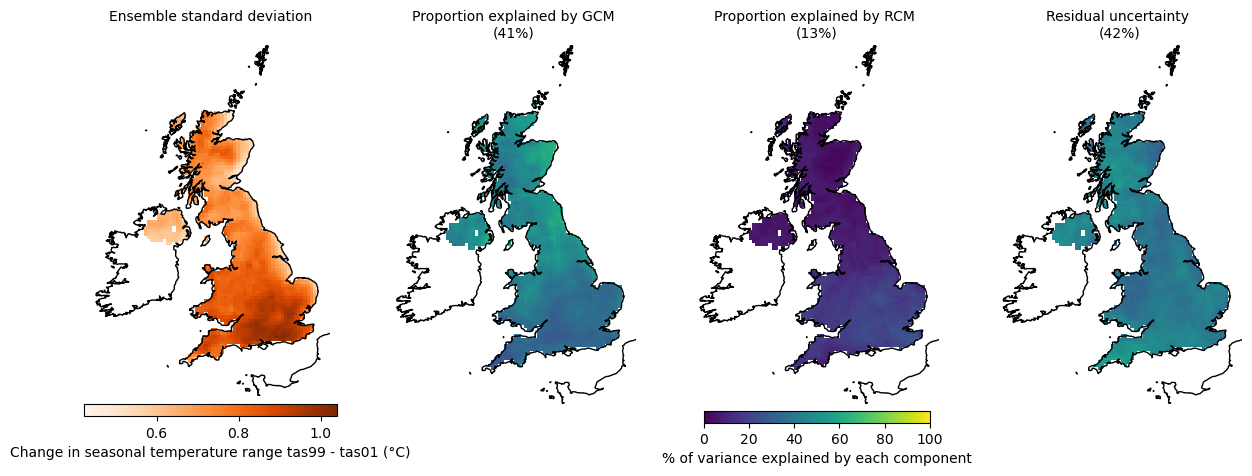 Ensemble standard deviation
Proportion explained by GCM
(41%)
Proportion explained by RCM
(13%)
Residual uncertainty
(42%)
0.6 0.8 1.0
Change in seasonal temperature range tas99 - tas01 (°C)
0 20 40 60 80 100
% of variance explained by each component